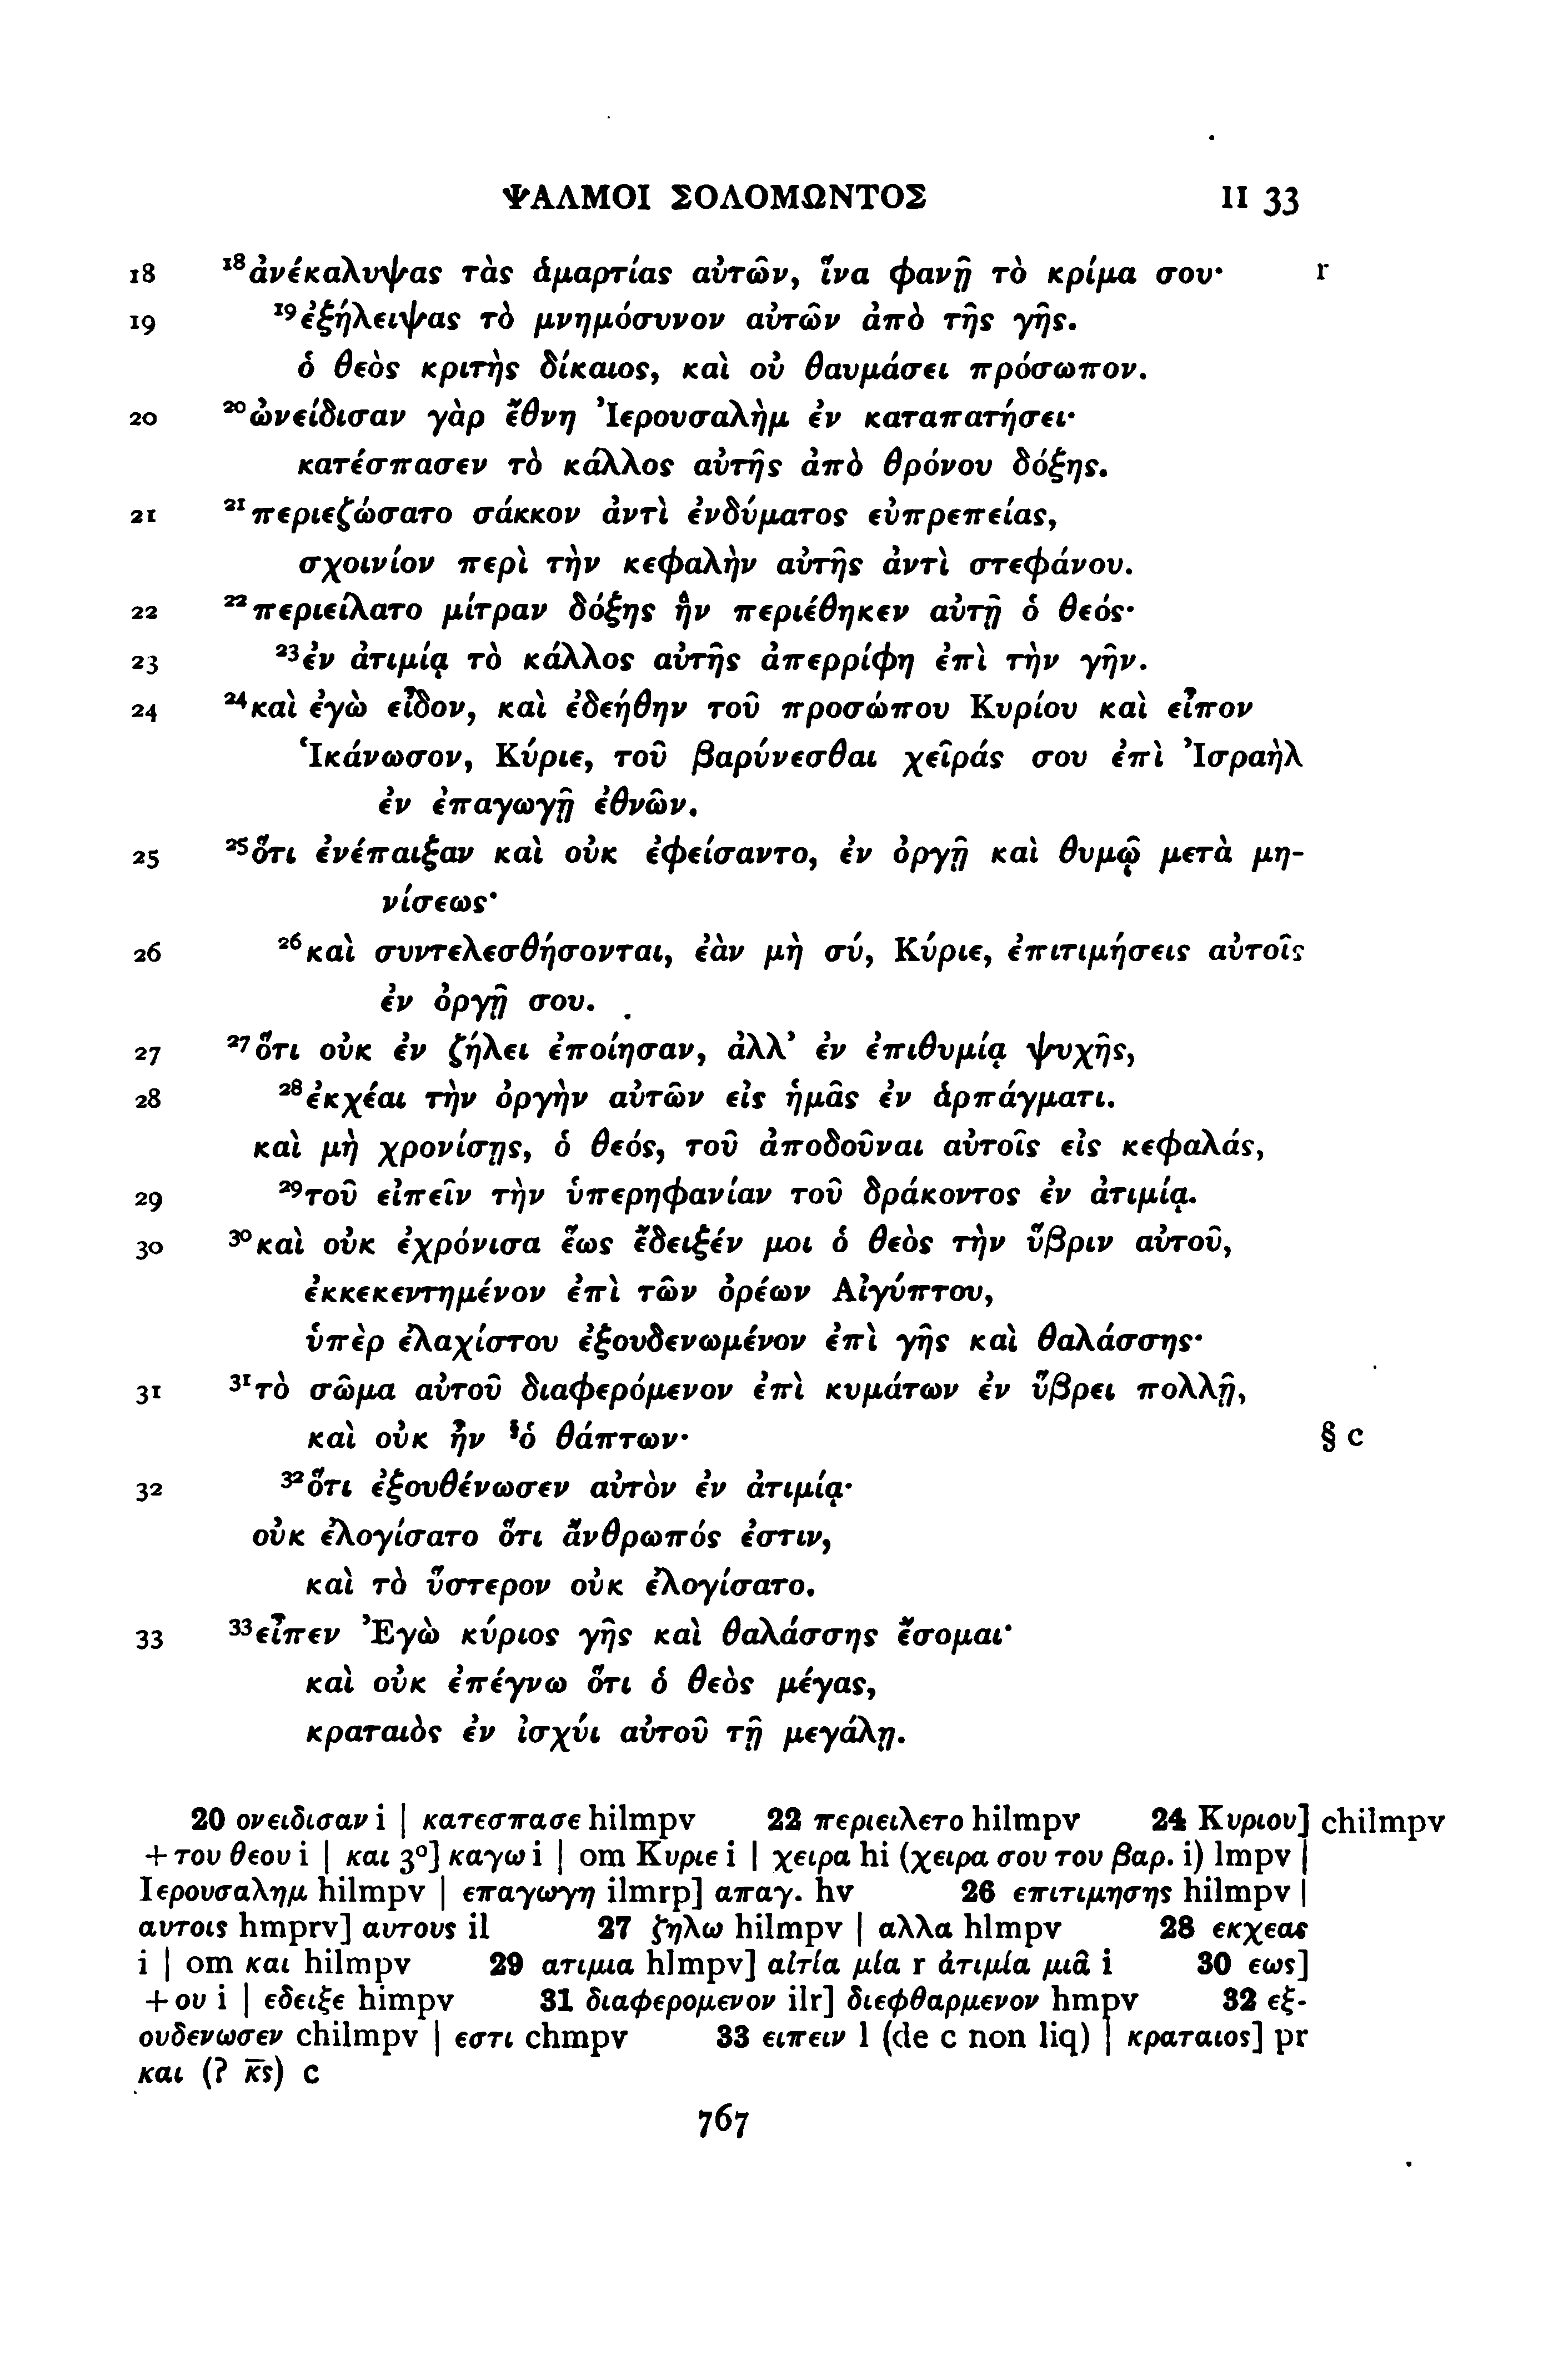 ΨΑΛΜΟΙ ΣΟΛΟΜΩΝΤΟΣ II 33
18 ¹⁸ἀνέκαλυψας τὰς ἁμαρτίας αὐτῶν, ἵνα φανῇ τὸ κρίμα σου· r
19 ¹⁹ἐξήλειψας τὸ μνημόσυνον αὐτῶν ἀπὸ τῆς γῆς.
ὁ θεὸς κριτὴς δίκαιος, καὶ οὐ θαυμάσει πρόσωπον.
20 ²⁰ὠνείδισαν γὰρ ἔθνη Ἰερουσαλὴμ ἐν καταπατήσει·
κατέσπασεν τὸ κάλλος αὐτῆς ἀπὸ θρόνου δόξης.
21 ²¹περιεζώσατο σάκκον ἀντὶ ἐνδύματος εὐπρεπείας,
σχοινίον περὶ τὴν κεφαλὴν αὐτῆς ἀντὶ στεφάνου.
22 ²²περιείλατο μίτραν δόξης ἣν περιέθηκεν αὐτῇ ὁ θεός·
23 ²³ἐν ἀτιμίᾳ τὸ κάλλος αὐτῆς ἀπερρίφη ἐπὶ τὴν γῆν.
24 ²⁴καὶ ἐγὼ εἶδον, καὶ ἐδεήθην τοῦ προσώπου Κυρίου καὶ εἶπον
Ἱκάνωσον, Κύριε, τοῦ βαρύνεσθαι χεῖράς σου ἐπὶ Ἰσραὴλ
ἐν ἐπαγωγῇ ἐθνῶν.
25 ²⁵ὅτι ἐνέπαιξαν καὶ οὐκ ἐφείσαντο, ἐν ὀργῇ καὶ θυμῷ μετὰ μη-
νίσεως·
26 ²⁶καὶ συντελεσθήσονται, ἐὰν μὴ σύ, Κύριε, ἐπιτιμήσεις αὐτοῖς
ἐν ὀργῇ σου.
27 ²⁷ὅτι οὐκ ἐν ζήλει ἐποίησαν, ἀλλ’ ἐν ἐπιθυμίᾳ ψυχῆς,
28 ²⁸ἐκχέαι τὴν ὀργὴν αὐτῶν εἰς ἡμᾶς ἐν ἁρπάγματι.
καὶ μὴ χρονίσῃς, ὁ θεός, τοῦ ἀποδοῦναι αὐτοῖς εἰς κεφαλάς,
29 ²⁹τοῦ εἰπεῖν τὴν ὑπερηφανίαν τοῦ δράκοντος ἐν ἀτιμίᾳ.
30 ³⁰καὶ οὐκ ἐχρόνισα ἕως ἔδειξέν μοι ὁ θεὸς τὴν ὕβριν αὐτοῦ,
ἐκκεκεντημένον ἐπὶ τῶν ὀρέων Αἰγύπτου,
ὑπὲρ ἐλαχίστου ἐξουδενωμένον ἐπὶ γῆς καὶ θαλάσσης·
31 ³¹τὸ σῶμα αὐτοῦ διαφερόμενον ἐπὶ κυμάτων ἐν ὕβρει πολλῇ,
καὶ οὐκ ἦν §ὁ θάπτων· § c
32 ³²ὅτι ἐξουθένωσεν αὐτὸν ἐν ἀτιμίᾳ·
οὐκ ἐλογίσατο ὅτι ἄνθρωπός ἐστιν,
καὶ τὸ ὕστερον οὐκ ἐλογίσατο.
33 ³³εἶπεν Ἐγὼ κύριος γῆς καὶ θαλάσσης ἔσομαι·
καὶ οὐκ ἐπέγνω ὅτι ὁ θεὸς μέγας,
κραταιὸς ἐν ἰσχύι αὐτοῦ τῇ μεγάλῃ.
20 ονειδισαν i | κατεσπασε hilmpv 22 περιειλετο hilmpv 24 Κυριου] chilmpv
+ του θεου i | και 3º] καγω i | om Κυριε i | χειρα hi (χειρα σου του βαρ. i) lmpv |
Ιερουσαλημ hilmpv | επαγωγη ilmrp] απαγ. hv 26 επιτιμησης hilmpv |
αυτοις hmprv] αυτους il 27 ζηλω hilmpv | αλλα hlmpv 28 εκχεας
i | om και hilmpv 29 ατιμια hlmpv] αἰτία μία r ἀτιμία μιᾶ i 30 εως]
+ ου i | εδειξε himpv 31 διαφερομενον ilr] διεφθαρμενον hmpv 32 εξ-
ουδενωσεν chilmpv | εστι chmpv 33 ειπειν l (de c non liq) | κραταιος] pr
και (? κ̅ς̅) c
767